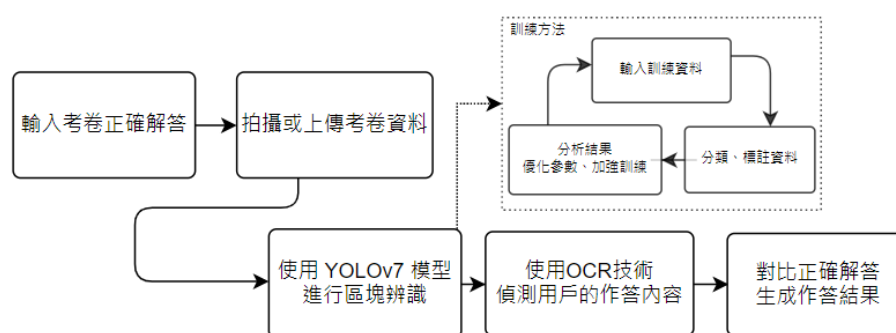 訓練方法
輸入訓練資料
分類、標註資料
分析結果
優化參數、加強訓練
輸入考卷正確解答
拍攝或上傳考卷資料
使用 YOLOv7 模型
進行區塊辨識
使用OCR技術
偵測用戶的作答內容
對比正確解答
生成作答結果